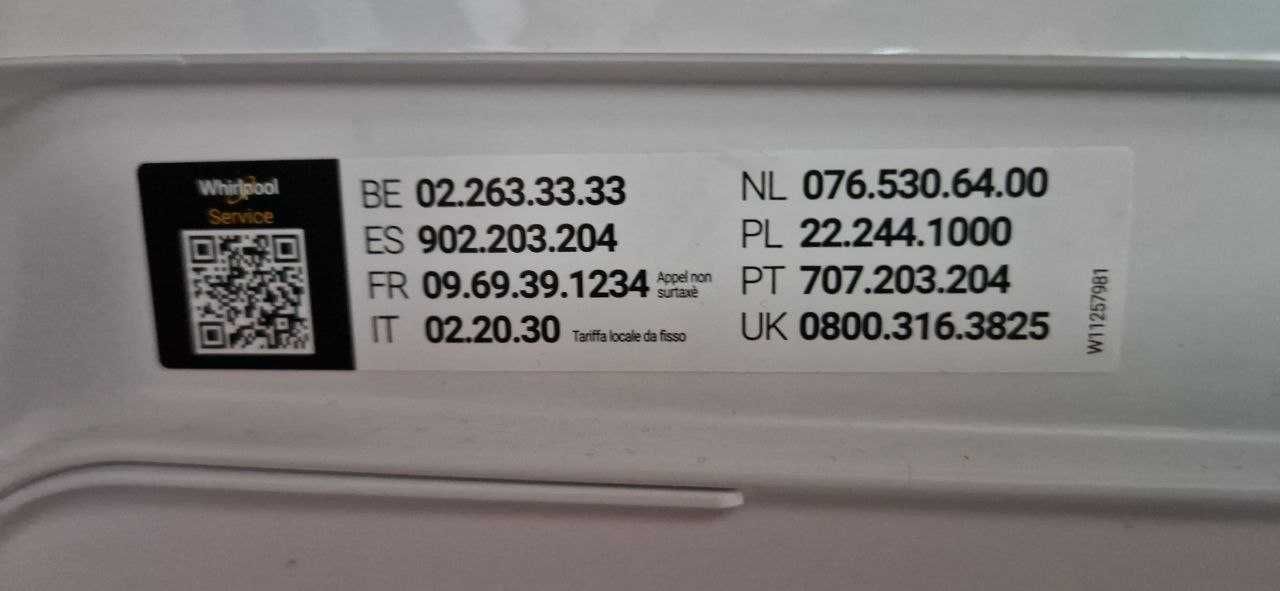 Whirlpool
Service
BE 02.263.33.33
ES 902.203.204
FR 09.69.39.1234 Appel non
surtaxè
IT 02.20.30 Tariffa locale da fisso
NL 076.530.64.00
PL 22.244.1000
PT 707.203.204
UK 0800.316.3825
W11257981